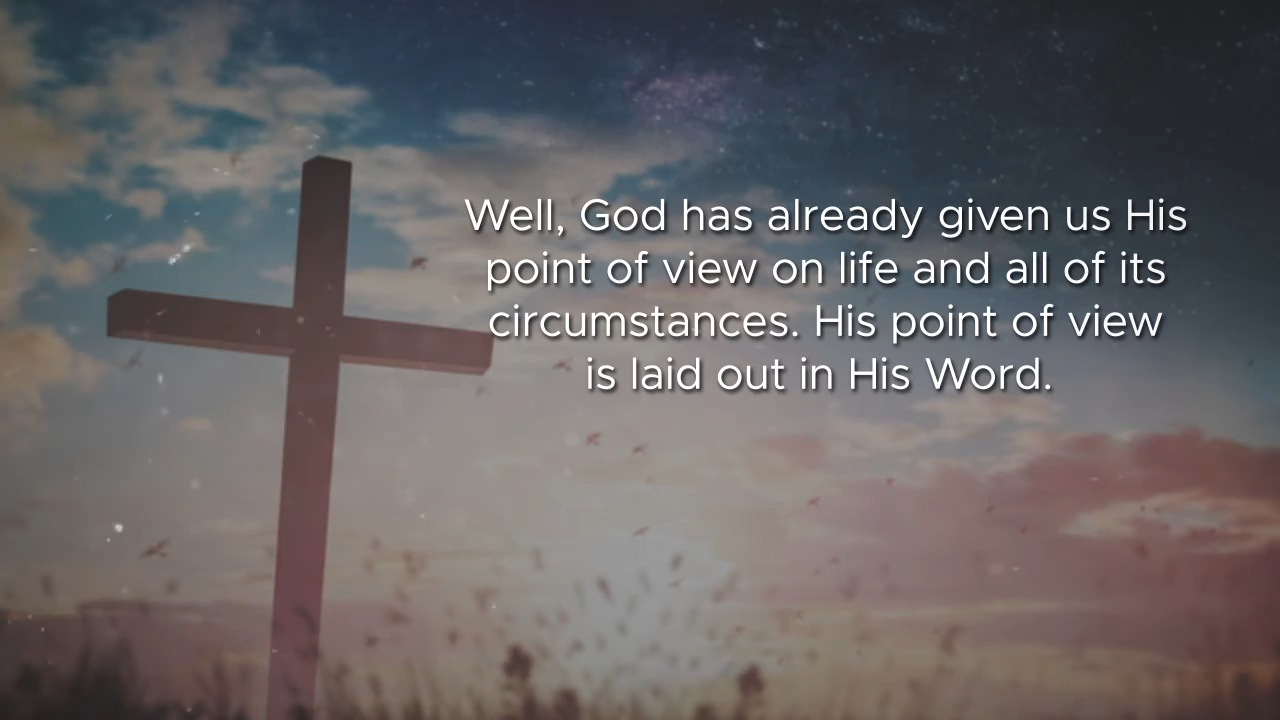 Well, God has already given us His
point of view on life and all of its
circumstances. His point of view
is laid out in His Word.